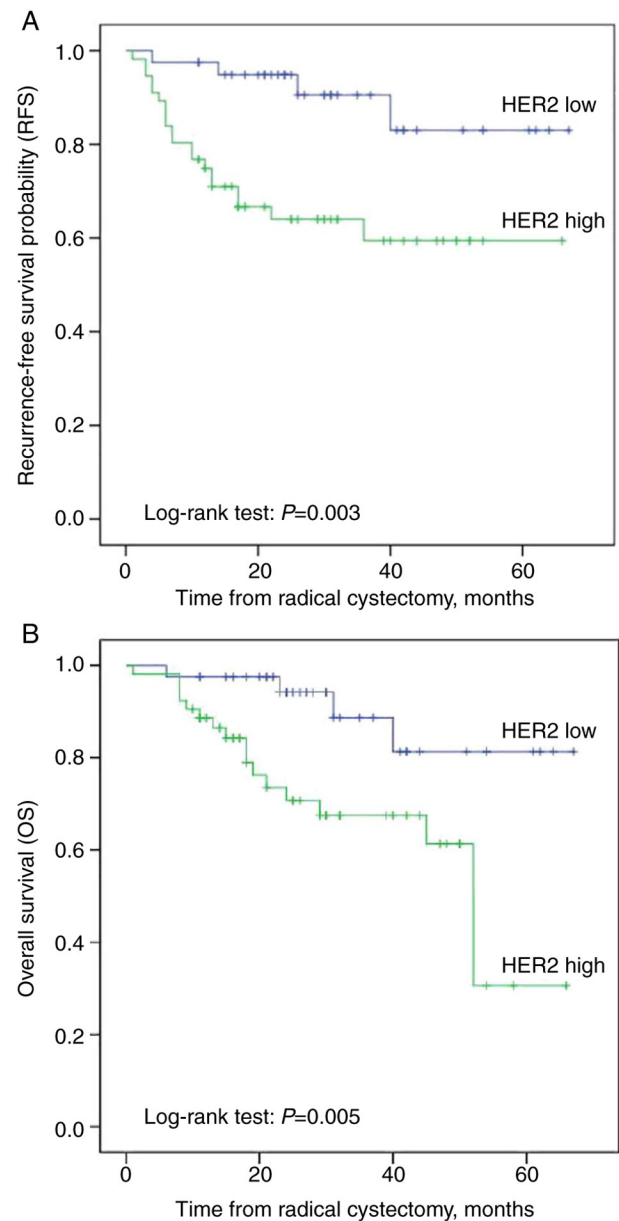 A
Recurrence-free survival probability (RFS)
1.0
0.8
0.6
0.4
0.2
0.0
HER2 low
HER2 high
Log-rank test: P=0.003
0 20 40 60
Time from radical cystectomy, months
B
Overall survival (OS)
1.0
0.8
0.6
0.4
0.2
0.0
HER2 low
HER2 high
Log-rank test: P=0.005
0 20 40 60
Time from radical cystectomy, months